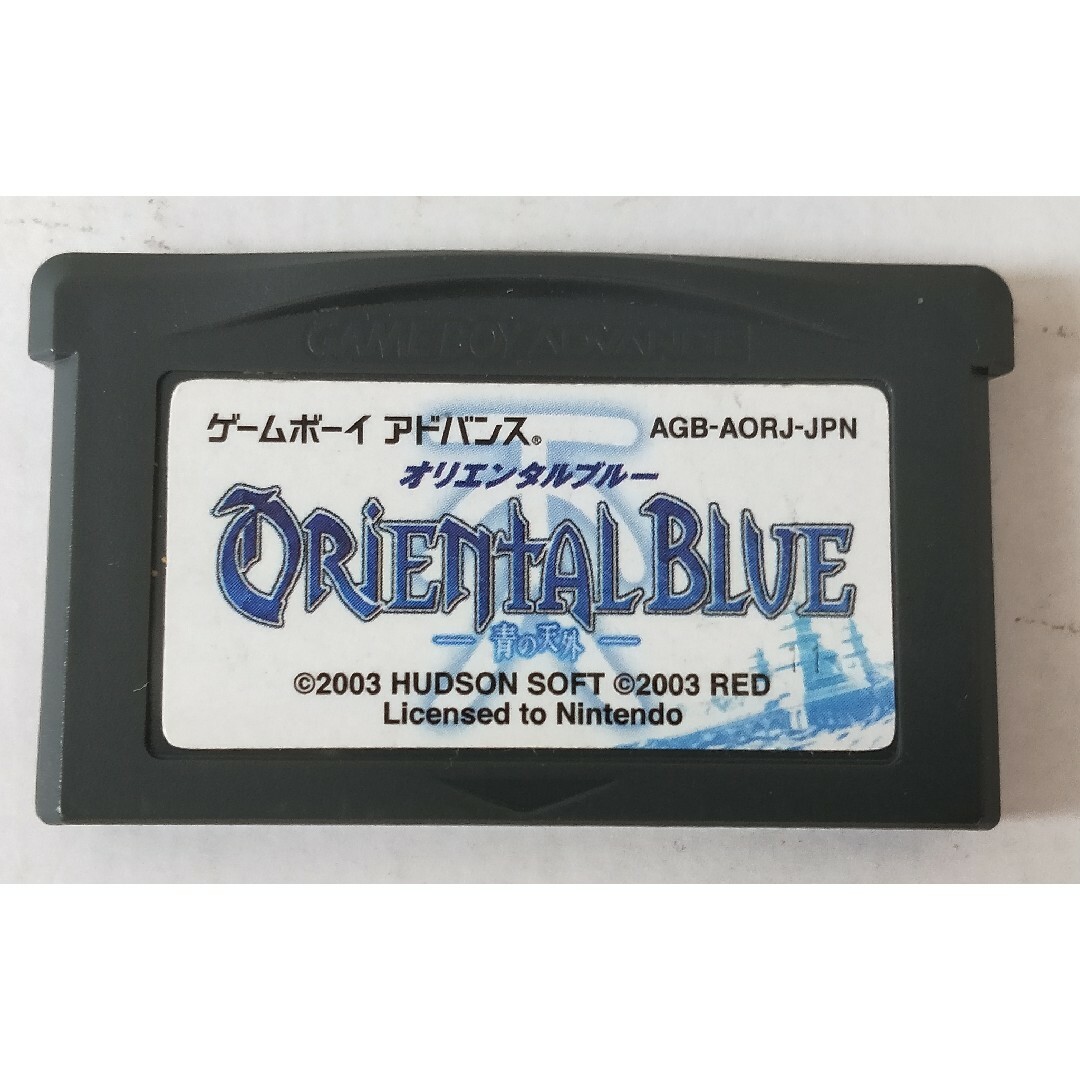 GAME BOY ADVANCE
ゲームボーイ アドバンス®
AGB-AORJ-JPN
オリエンタルブルー
ORIENTAL BLUE
―青の天外―
©2003 HUDSON SOFT ©2003 RED
Licensed to Nintendo